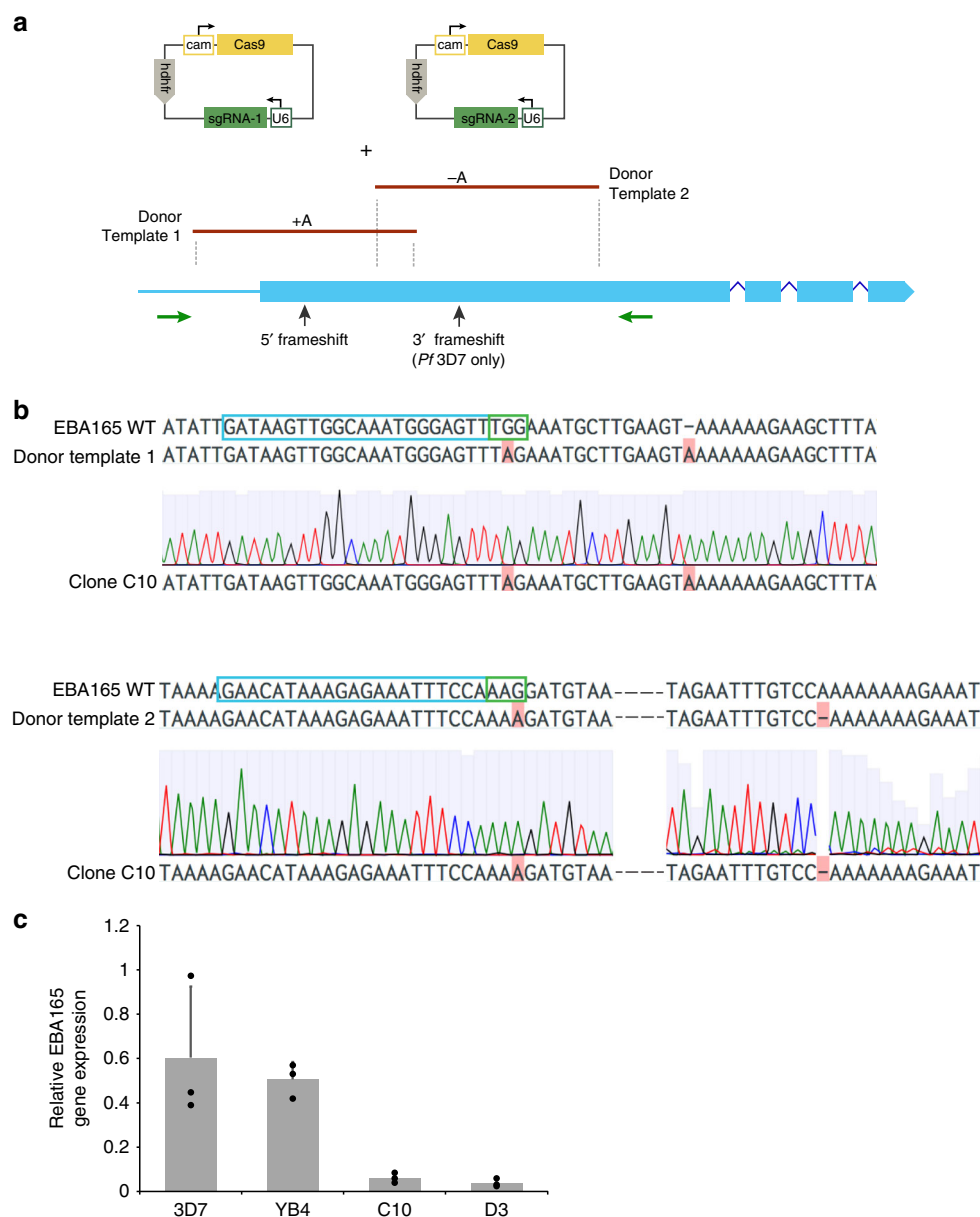 a
cam
Cas9
hdhfr
sgRNA-1
U6
cam
Cas9
hdhfr
sgRNA-2
U6
+
–A
Donor
Template 2
Donor
Template 1
+A
5′ frameshift
3′ frameshift
(Pf 3D7 only)
b
EBA165 WT ATATTGATAAGTTGGCAAATGGGAGTTTGGAAATGCTTGAAGT-AAAAAAGAAGCTTTA
Donor template 1 ATATTGATAAGTTGGCAAATGGGAGTTTAGAAATGCTTGAAGTAAAAAAAGAAGCTTTA
Clone C10 ATATTGATAAGTTGGCAAATGGGAGTTTAGAAATGCTTGAAGTAAAAAAAGAAGCTTTA
EBA165 WT TAAAAGAACATAAAGAGAAATTTCCAAAGGATGTAA ---- TAGAATTTGTCCAAAAAAAAGAAAT
Donor template 2 TAAAAGAACATAAAGAGAAATTTCCAAAAGATGTAA ---- TAGAATTTGTCC-AAAAAAAGAAAT
Clone C10 TAAAAGAACATAAAGAGAAATTTCCAAAAGATGTAA ---- TAGAATTTGTCC-AAAAAAAGAAAT
c
Relative EBA165
gene expression
1.2
1
0.8
0.6
0.4
0.2
0
3D7
YB4
C10
D3